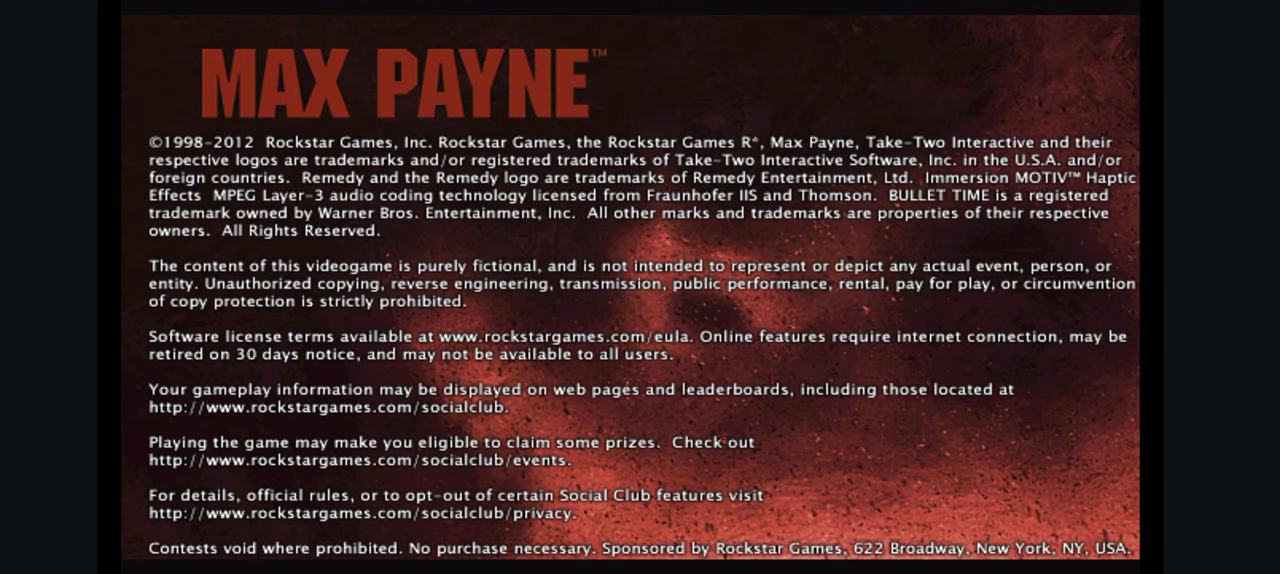 MAX PAYNE™
©1998-2012 Rockstar Games, Inc. Rockstar Games, the Rockstar Games R*, Max Payne, Take-Two Interactive and their
respective logos are trademarks and/or registered trademarks of Take-Two Interactive Software, Inc. in the U.S.A. and/or
foreign countries. Remedy and the Remedy logo are trademarks of Remedy Entertainment, Ltd. Immersion MOTIV™ Haptic
Effects MPEG Layer-3 audio coding technology licensed from Fraunhofer IIS and Thomson. BULLET TIME is a registered
trademark owned by Warner Bros. Entertainment, Inc. All other marks and trademarks are properties of their respective
owners. All Rights Reserved.
The content of this videogame is purely fictional, and is not intended to represent or depict any actual event, person, or
entity. Unauthorized copying, reverse engineering, transmission, public performance, rental, pay for play, or circumvention
of copy protection is strictly prohibited.
Software license terms available at www.rockstargames.com/eula. Online features require internet connection, may be
retired on 30 days notice, and may not be available to all users.
Your gameplay information may be displayed on web pages and leaderboards, including those located at
http://www.rockstargames.com/socialclub.
Playing the game may make you eligible to claim some prizes. Check out
http://www.rockstargames.com/socialclub/events.
For details, official rules, or to opt-out of certain Social Club features visit
http://www.rockstargames.com/socialclub/privacy.
Contests void where prohibited. No purchase necessary. Sponsored by Rockstar Games, 622 Broadway, New York, NY, USA.